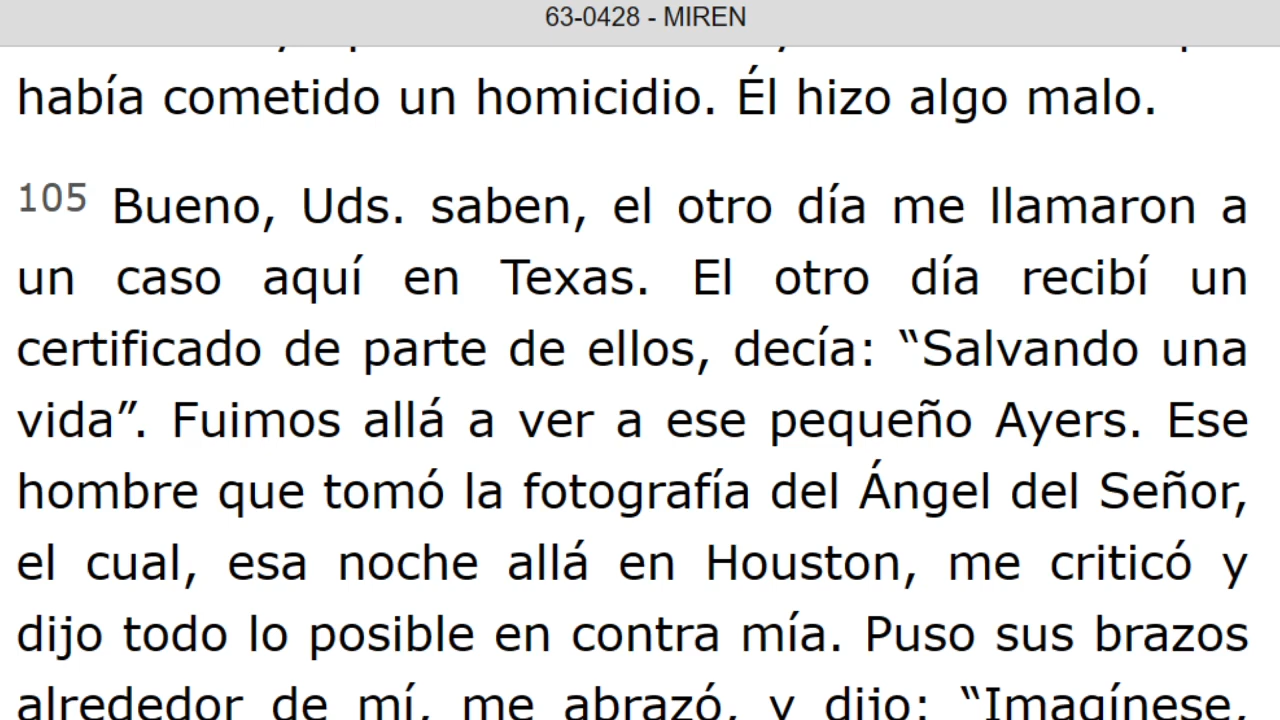 63-0428 - MIREN
había cometido un homicidio. Él hizo algo malo.
105 Bueno, Uds. saben, el otro día me llamaron a
un caso aquí en Texas. El otro día recibí un
certificado de parte de ellos, decía: “Salvando una
vida”. Fuimos allá a ver a ese pequeño Ayers. Ese
hombre que tomó la fotografía del Ángel del Señor,
el cual, esa noche allá en Houston, me criticó y
dijo todo lo posible en contra mía. Puso sus brazos
alrededor de mí, me abrazó, y dijo: “Imagínese,